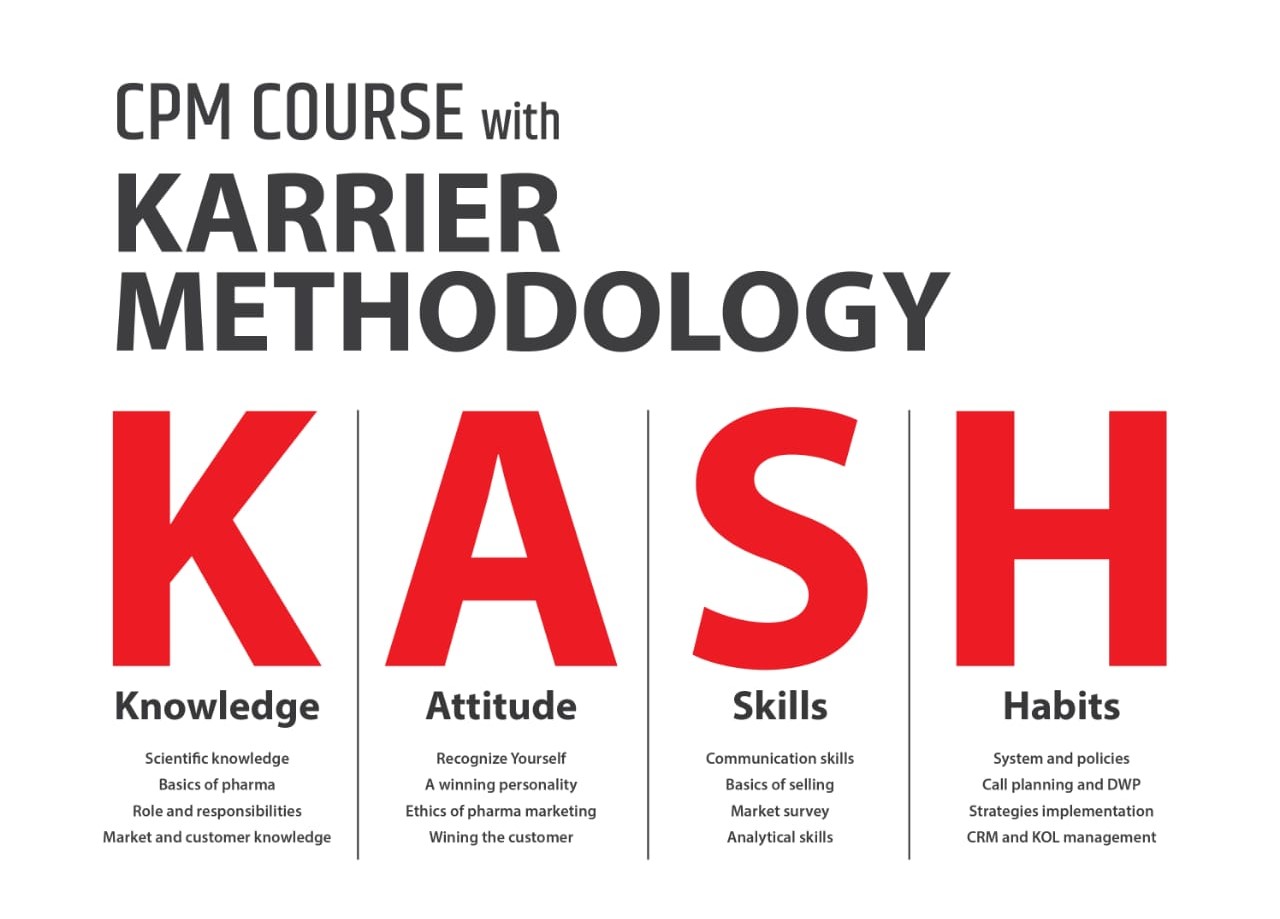 CPM COURSE with
KARRIER
METHODOLOGY
K
Knowledge
Scientific knowledge
Basics of pharma
Role and responsibilities
Market and customer knowledge
A
Attitude
Recognize Yourself
A winning personality
Ethics of pharma marketing
Wining the customer
S
Skills
Communication skills
Basics of selling
Market survey
Analytical skills
H
Habits
System and policies
Call planning and DWP
Strategies implementation
CRM and KOL management